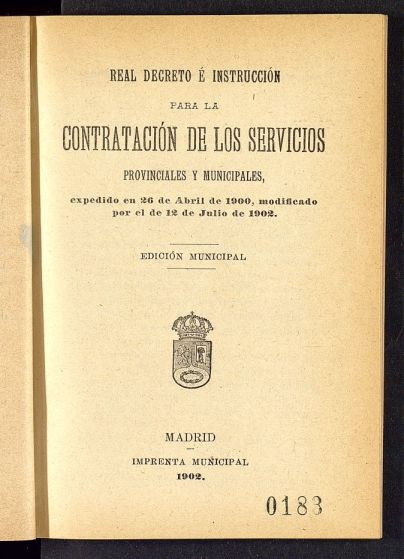 REAL DECRETO É INSTRUCCIÓN
PARA LA
CONTRATACIÓN DE LOS SERVICIOS
PROVINCIALES Y MUNICIPALES,
expedido en 26 de Abril de 1900, modificado
por el de 12 de Julio de 1902.
EDICIÓN MUNICIPAL
MADRID
IMPRENTA MUNICIPAL
1902.
0183